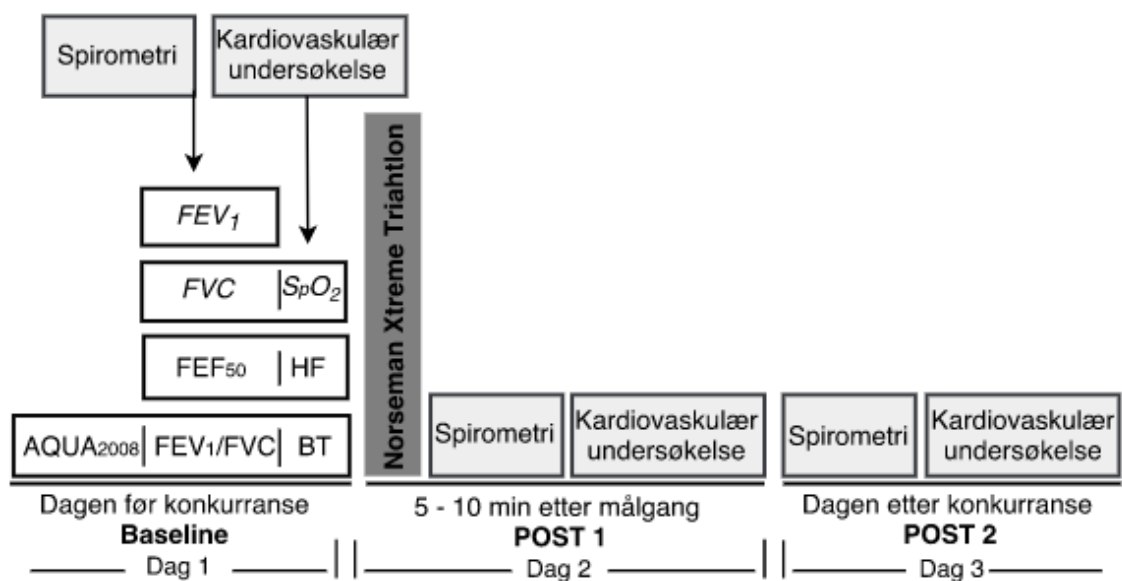 Spirometri
Kardiovaskulær
undersøkelse
FEV1
FVC | SpO2
FEF50 | HF
AQUA2008 | FEV1/FVC | BT
Norseman Xtreme Triahtlon
Spirometri
Kardiovaskulær
undersøkelse
Spirometri
Kardiovaskulær
undersøkelse
Dagen før konkurranse
Baseline
Dag 1
5 - 10 min etter målgang
POST 1
Dag 2
Dagen etter konkurranse
POST 2
Dag 3